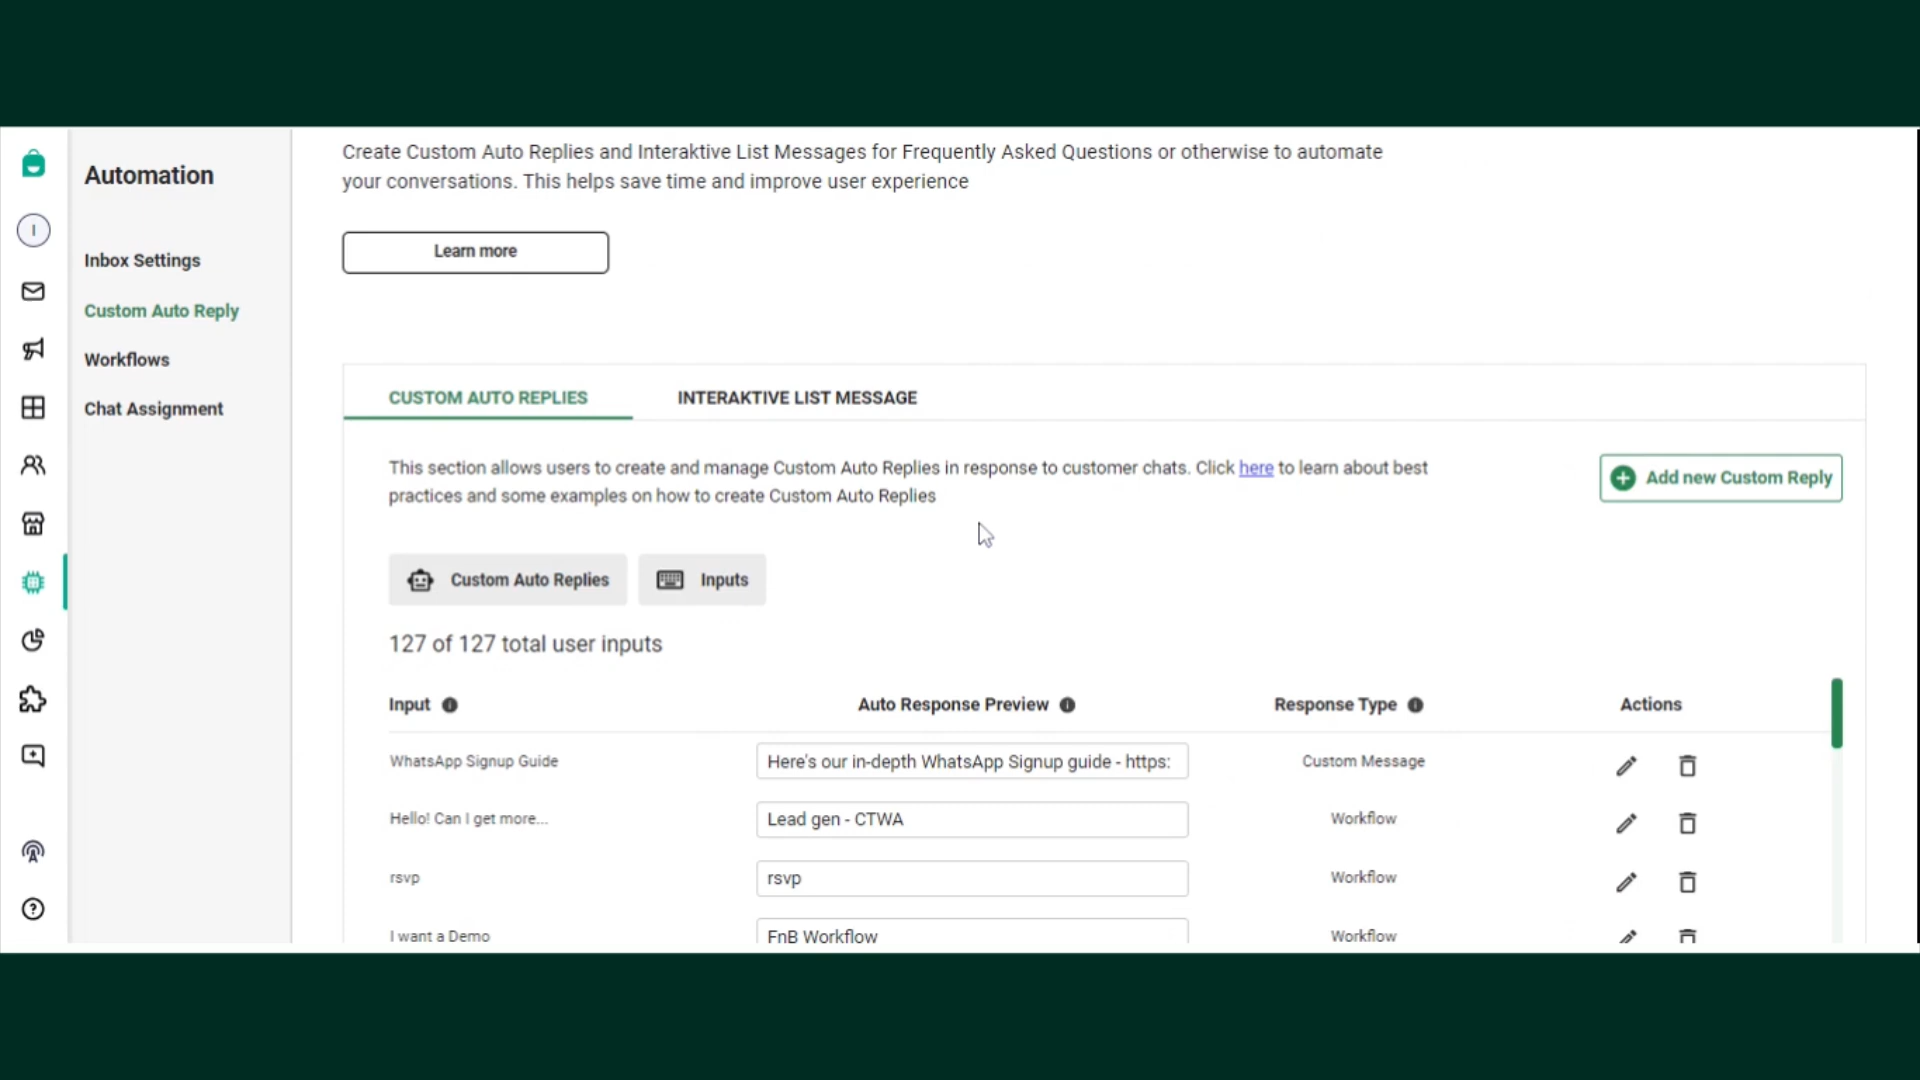 Create Custom Auto Replies and Interaktive List Messages for Frequently Asked Questions or otherwise to automate
your conversations. This helps save time and improve user experience
Learn more
Automation
I
Inbox Settings
Custom Auto Reply
Workflows
Chat Assignment
CUSTOM AUTO REPLIES
INTERAKTIVE LIST MESSAGE
This section allows users to create and manage Custom Auto Replies in response to customer chats. Click here to learn about best
practices and some examples on how to create Custom Auto Replies
Add new Custom Reply
Custom Auto Replies
Inputs
127 of 127 total user inputs
Input
Auto Response Preview
Response Type
Actions
WhatsApp Signup Guide
Here's our in-depth WhatsApp Signup guide - https:
Custom Message
Hello! Can I get more...
Lead gen - CTWA
Workflow
rsvp
rsvp
Workflow
I want a Demo
FnB Workflow
Workflow